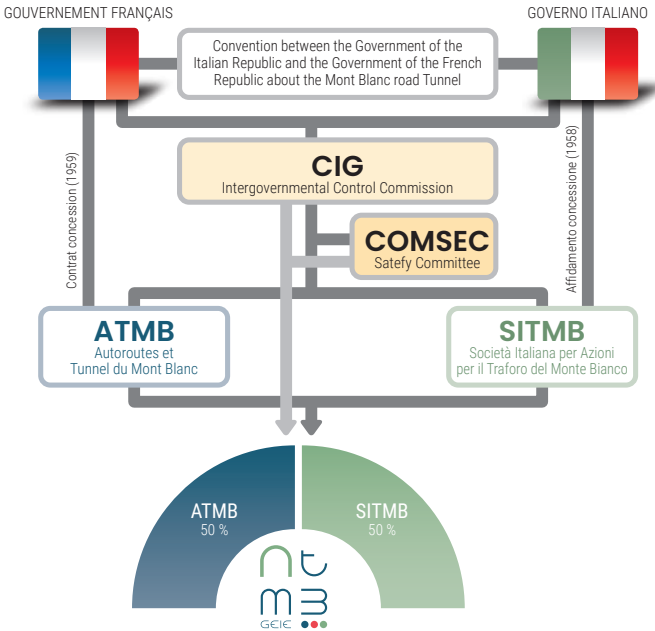 GOUVERNEMENT FRANÇAIS
GOVERNO ITALIANO
Convention between the Government of the
Italian Republic and the Government of the French
Republic about the Mont Blanc road Tunnel
Contrat concession (1959)
Affidamento concessione (1958)
CIG
Intergovernmental Control Commission
COMSEC
Satefy Committee
ATMB
Autoroutes et
Tunnel du Mont Blanc
SITMB
Società Italiana per Azioni
per il Traforo del Monte Bianco
ATMB
50 %
SITMB
50 %
tmB
GEIE